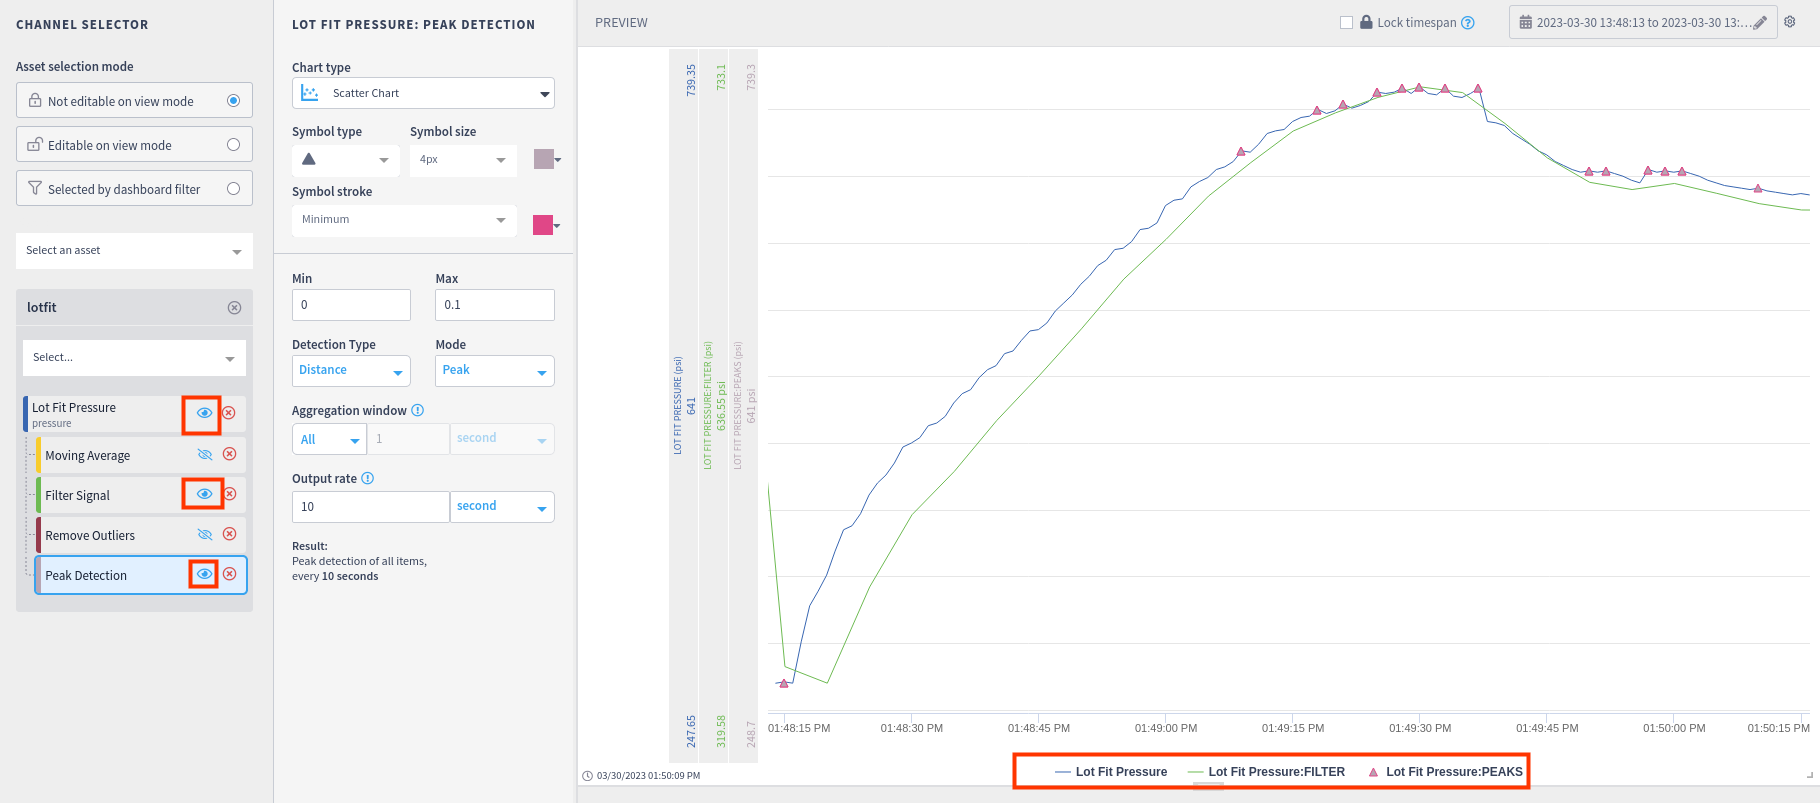 CHANNEL SELECTOR
Asset selection mode
Not editable on view mode
Editable on view mode
Selected by dashboard filter
Select an asset
lotfit
Select...
Lot Fit Pressure
pressure
Moving Average
Filter Signal
Remove Outliers
Peak Detection
LOT FIT PRESSURE: PEAK DETECTION
Chart type
Scatter Chart
Symbol type
Symbol size
4px
Symbol stroke
Minimum
Min
Max
0
0.1
Detection Type
Mode
Distance
Peak
Aggregation window
All
1
second
Output rate
10
second
Result:
Peak detection of all items,
every 10 seconds
PREVIEW
Lock timespan
2023-03-30 13:48:13 to 2023-03-30 13:...
739.35
LOT FIT PRESSURE (psi)
641
247.65
733.1
LOT FIT PRESSURE:FILTER (psi)
636.55 psi
319.58
739.3
LOT FIT PRESSURE:PEAKS (psi)
641 psi
248.7
01:48:15 PM
01:48:30 PM
01:48:45 PM
01:49:00 PM
01:49:15 PM
01:49:30 PM
01:49:45 PM
01:50:00 PM
01:50:15 PM
03/30/2023 01:50:09 PM
Lot Fit Pressure
Lot Fit Pressure:FILTER
Lot Fit Pressure:PEAKS